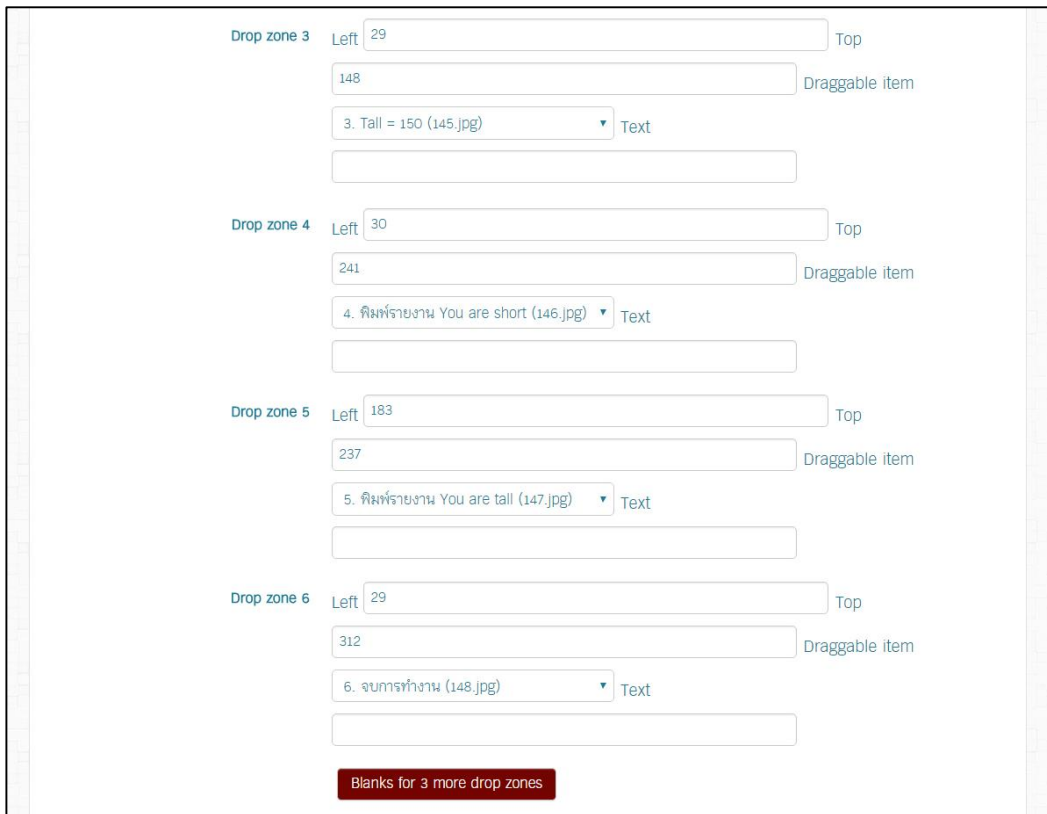 Drop zone 3 Left 29 Top
148 Draggable item
3. Tall = 150 (145.jpg) Text
Drop zone 4 Left 30 Top
241 Draggable item
4. พิมพ์รายงาน You are short (146.jpg) Text
Drop zone 5 Left 183 Top
237 Draggable item
5. พิมพ์รายงาน You are tall (147.jpg) Text
Drop zone 6 Left 29 Top
312 Draggable item
6. จบการทำงาน (148.jpg) Text
Blanks for 3 more drop zones